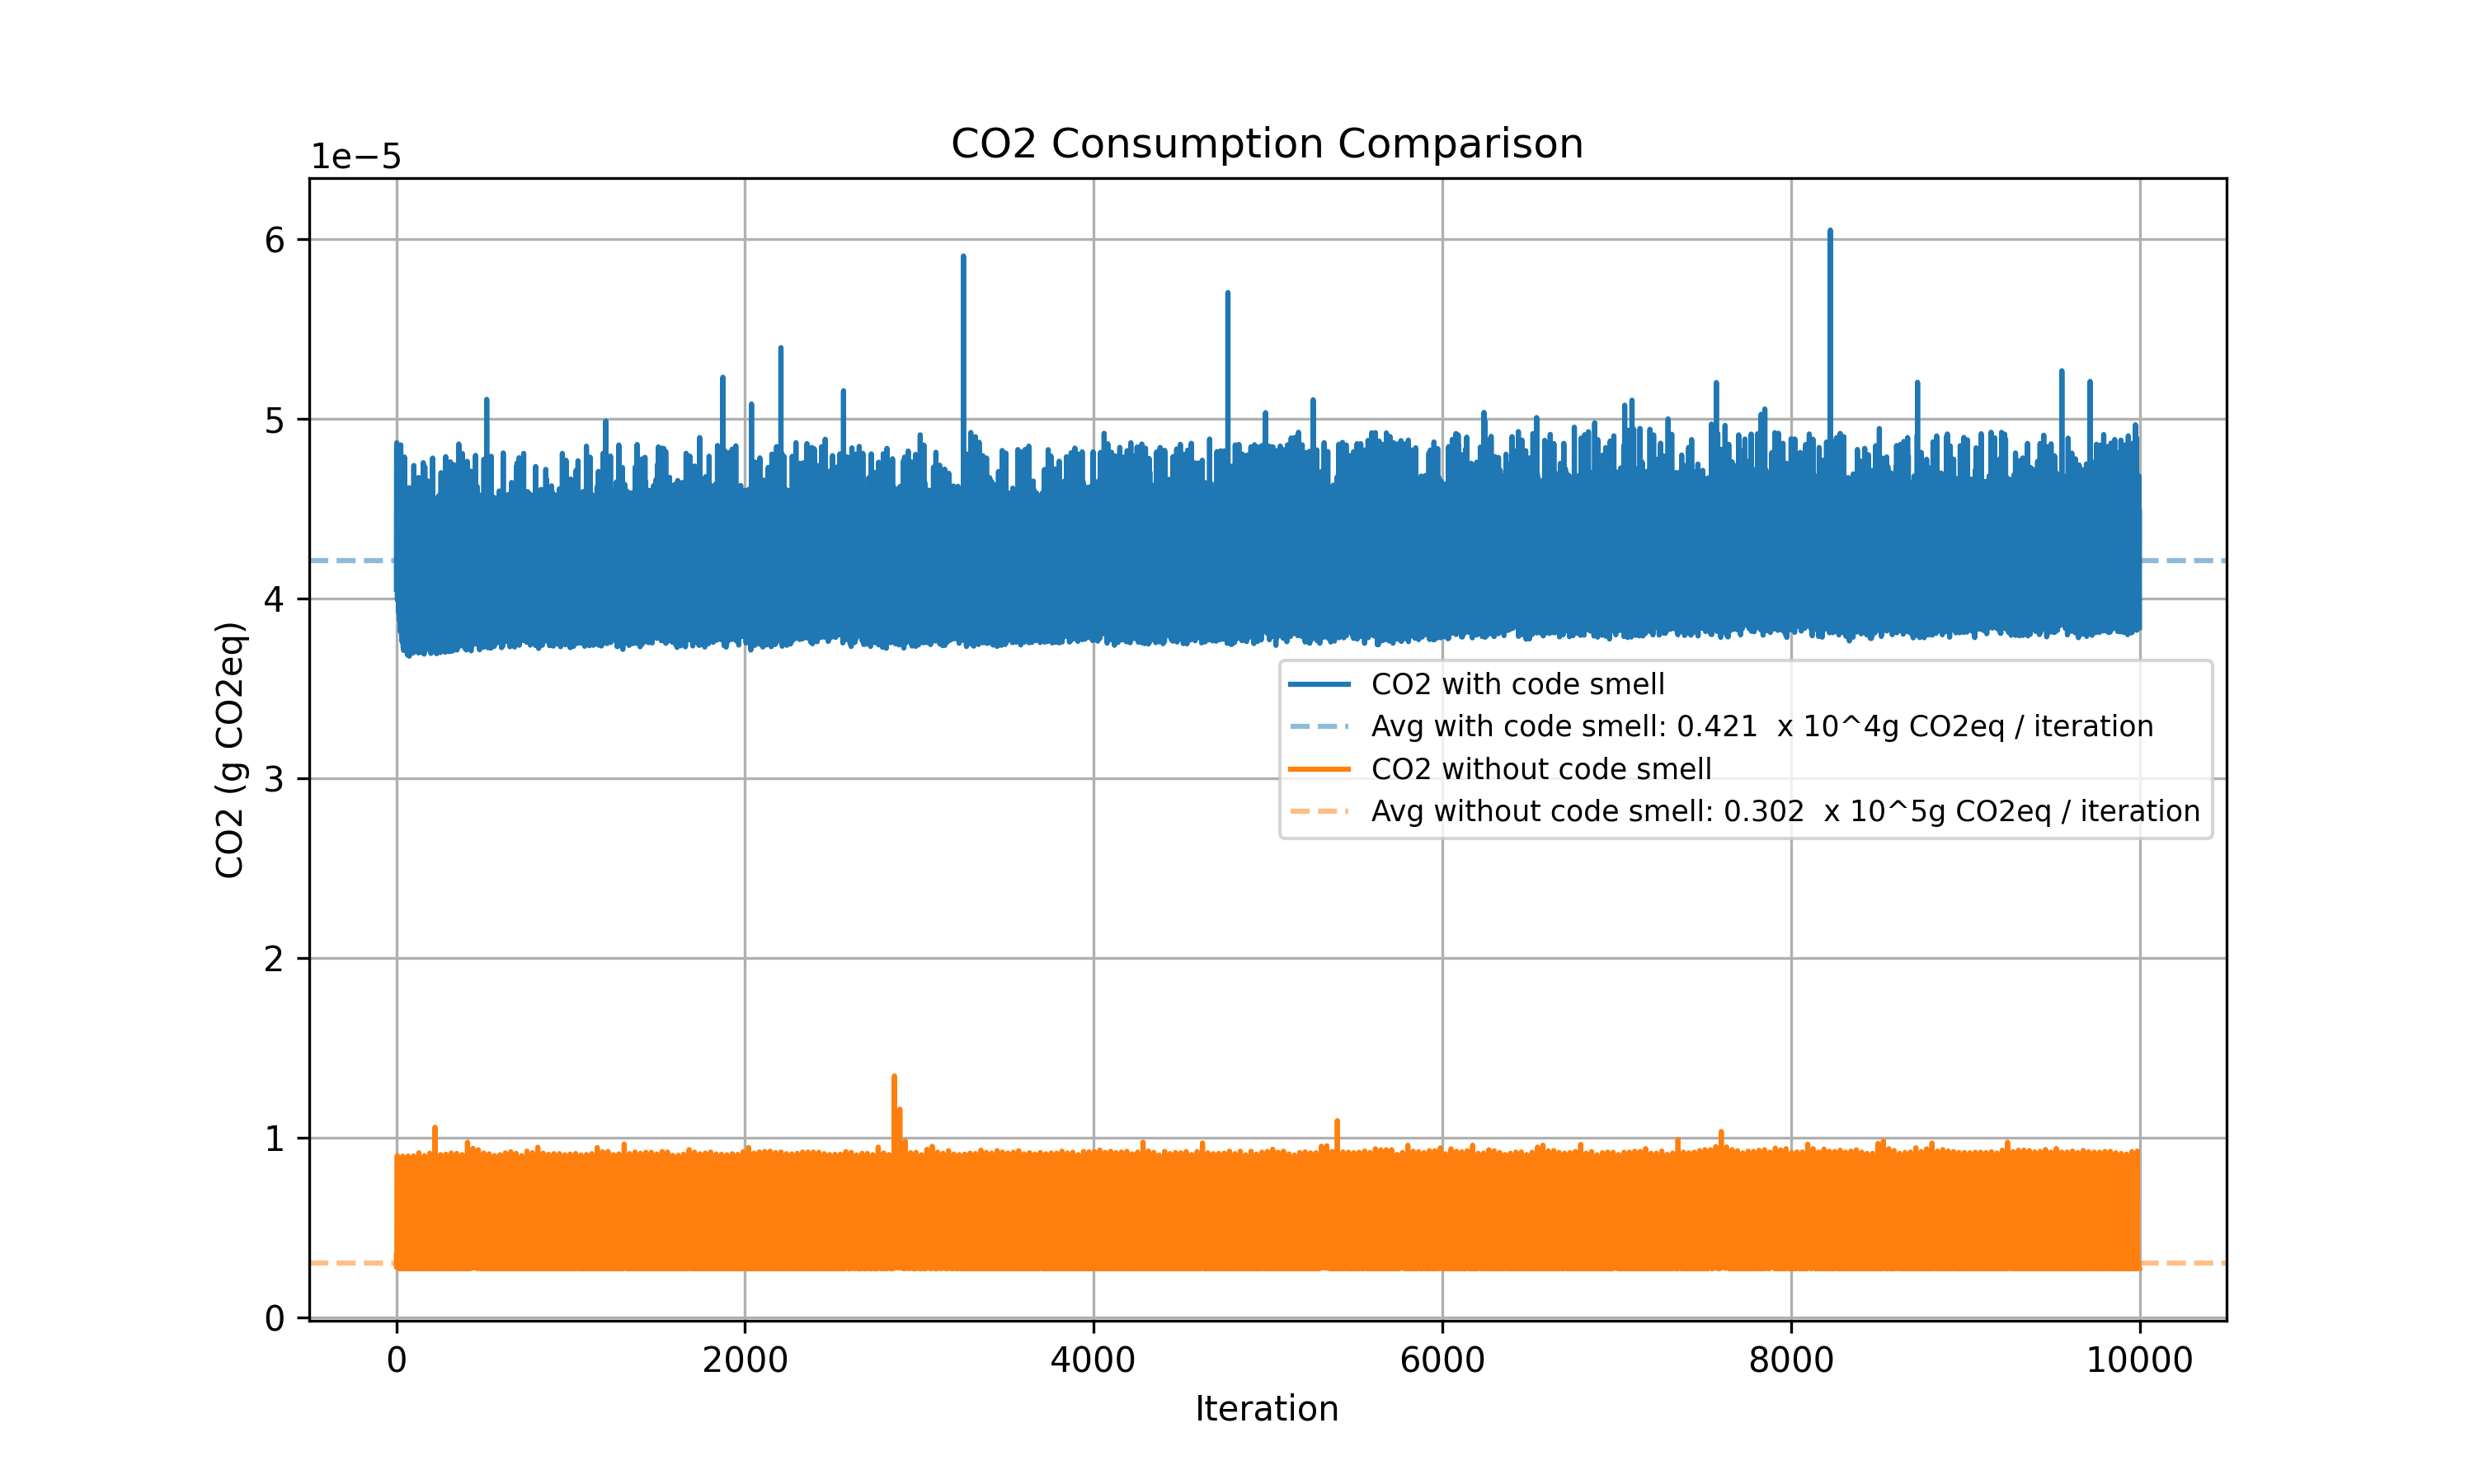 CO2 Consumption Comparison
1e−5
6
5
4
3
2
1
0
CO2 (g CO2eq)
CO2 with code smell
Avg with code smell: 0.421  x 10^4g CO2eq / iteration
CO2 without code smell
Avg without code smell: 0.302  x 10^5g CO2eq / iteration
0 2000 4000 6000 8000 10000
Iteration